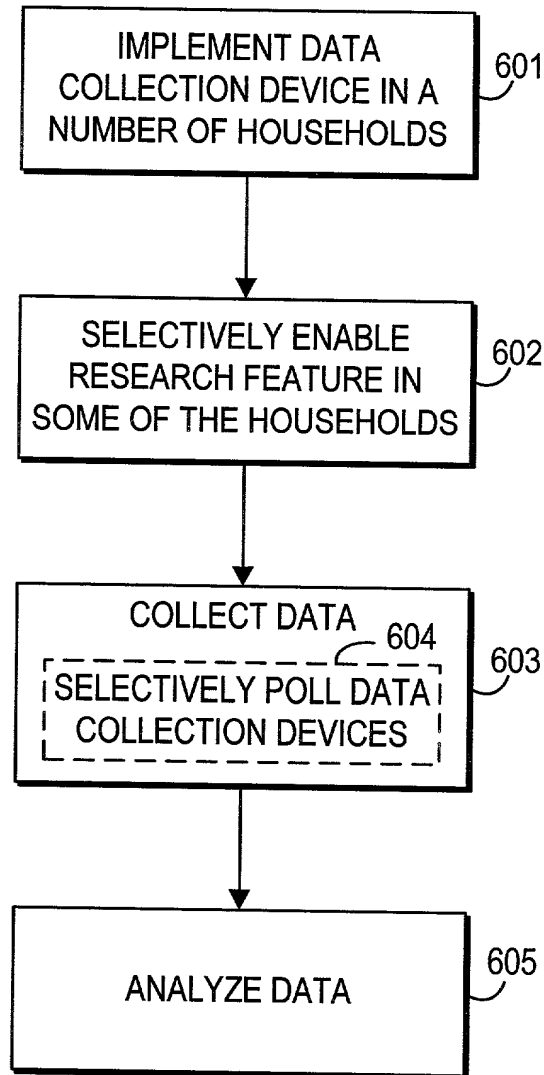 IMPLEMENT DATA
COLLECTION DEVICE IN A
NUMBER OF HOUSEHOLDS
601
SELECTIVELY ENABLE
RESEARCH FEATURE IN
SOME OF THE HOUSEHOLDS
602
COLLECT DATA
604
SELECTIVELY POLL DATA
COLLECTION DEVICES
603
ANALYZE DATA
605